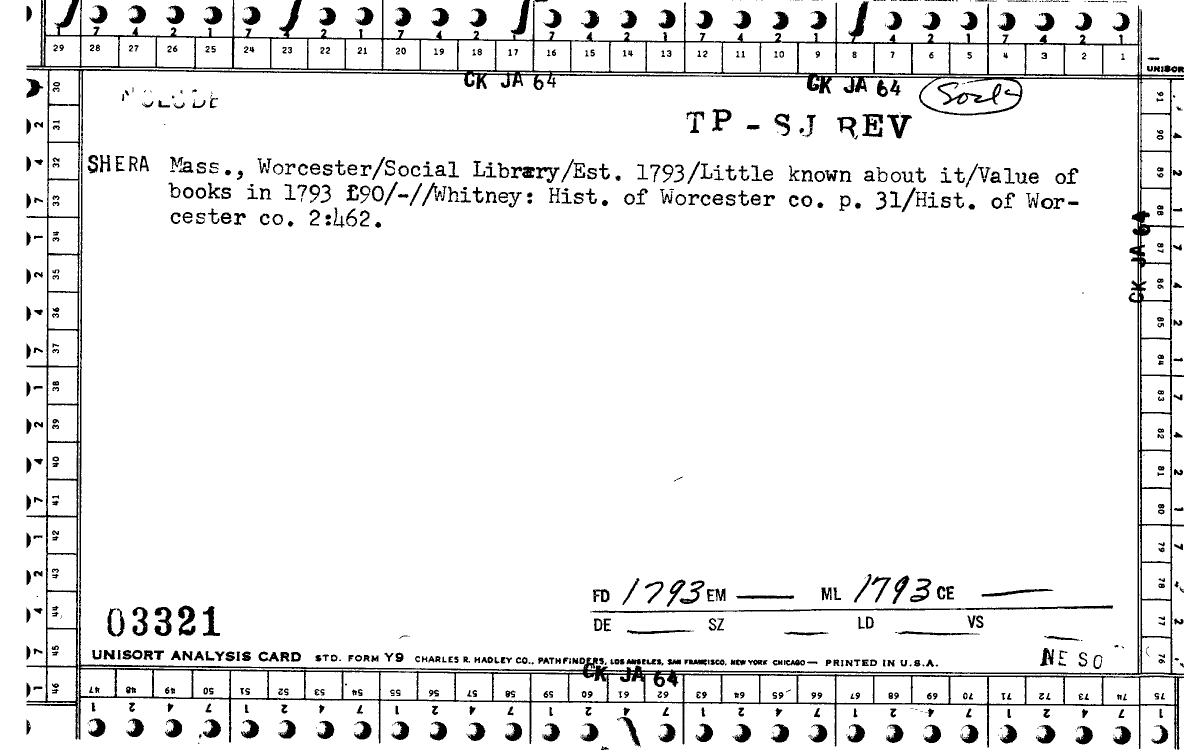 7 4 2 1 7 4 2 1 7 4 2 1 7 4 2 1 7 4 2 1 7 4 2 1
29 28 27 26 25 24 23 22 21 20 19 18 17 16 15 14 13 12 11 10 9 8 7 6 5 4 3 2 1
UNISOR
CK JA 64 CK JA 64
TP - SJ REV
SHERA Mass., Worcester/Social Library/Est. 1793/Little known about it/Value of
books in 1793 £90/-//Whitney: Hist. of Worcester co. p. 31/Hist. of Wor-
cester co. 2:462.
30
31
32
33
34
35
36
37
38
39
40
41
42
43
44
45
46
91
90
89
88
87
86
85
84
83
82
81
80
79
78
77
76
CK JA 64
FD 1793 EM — ML 1793 CE —
DE — SZ — LD — VS —
03321
UNISORT ANALYSIS CARD STD. FORM Y9 CHARLES R. HADLEY CO., PATHFINDERS, LOS ANGELES, SAN FRANCISCO, NEW YORK CHICAGO — PRINTED IN U.S.A.
NE SO
CK JA 64
47 48 49 50 51 52 53 54 55 56 57 58 59 60 61 62 63 64 65 66 67 68 69 70 71 72 73 74 75
1 2 4 7 1 2 4 7 1 2 4 7 1 2 4 7 1 2 4 7 1 2 4 7 1 2 4 7 1